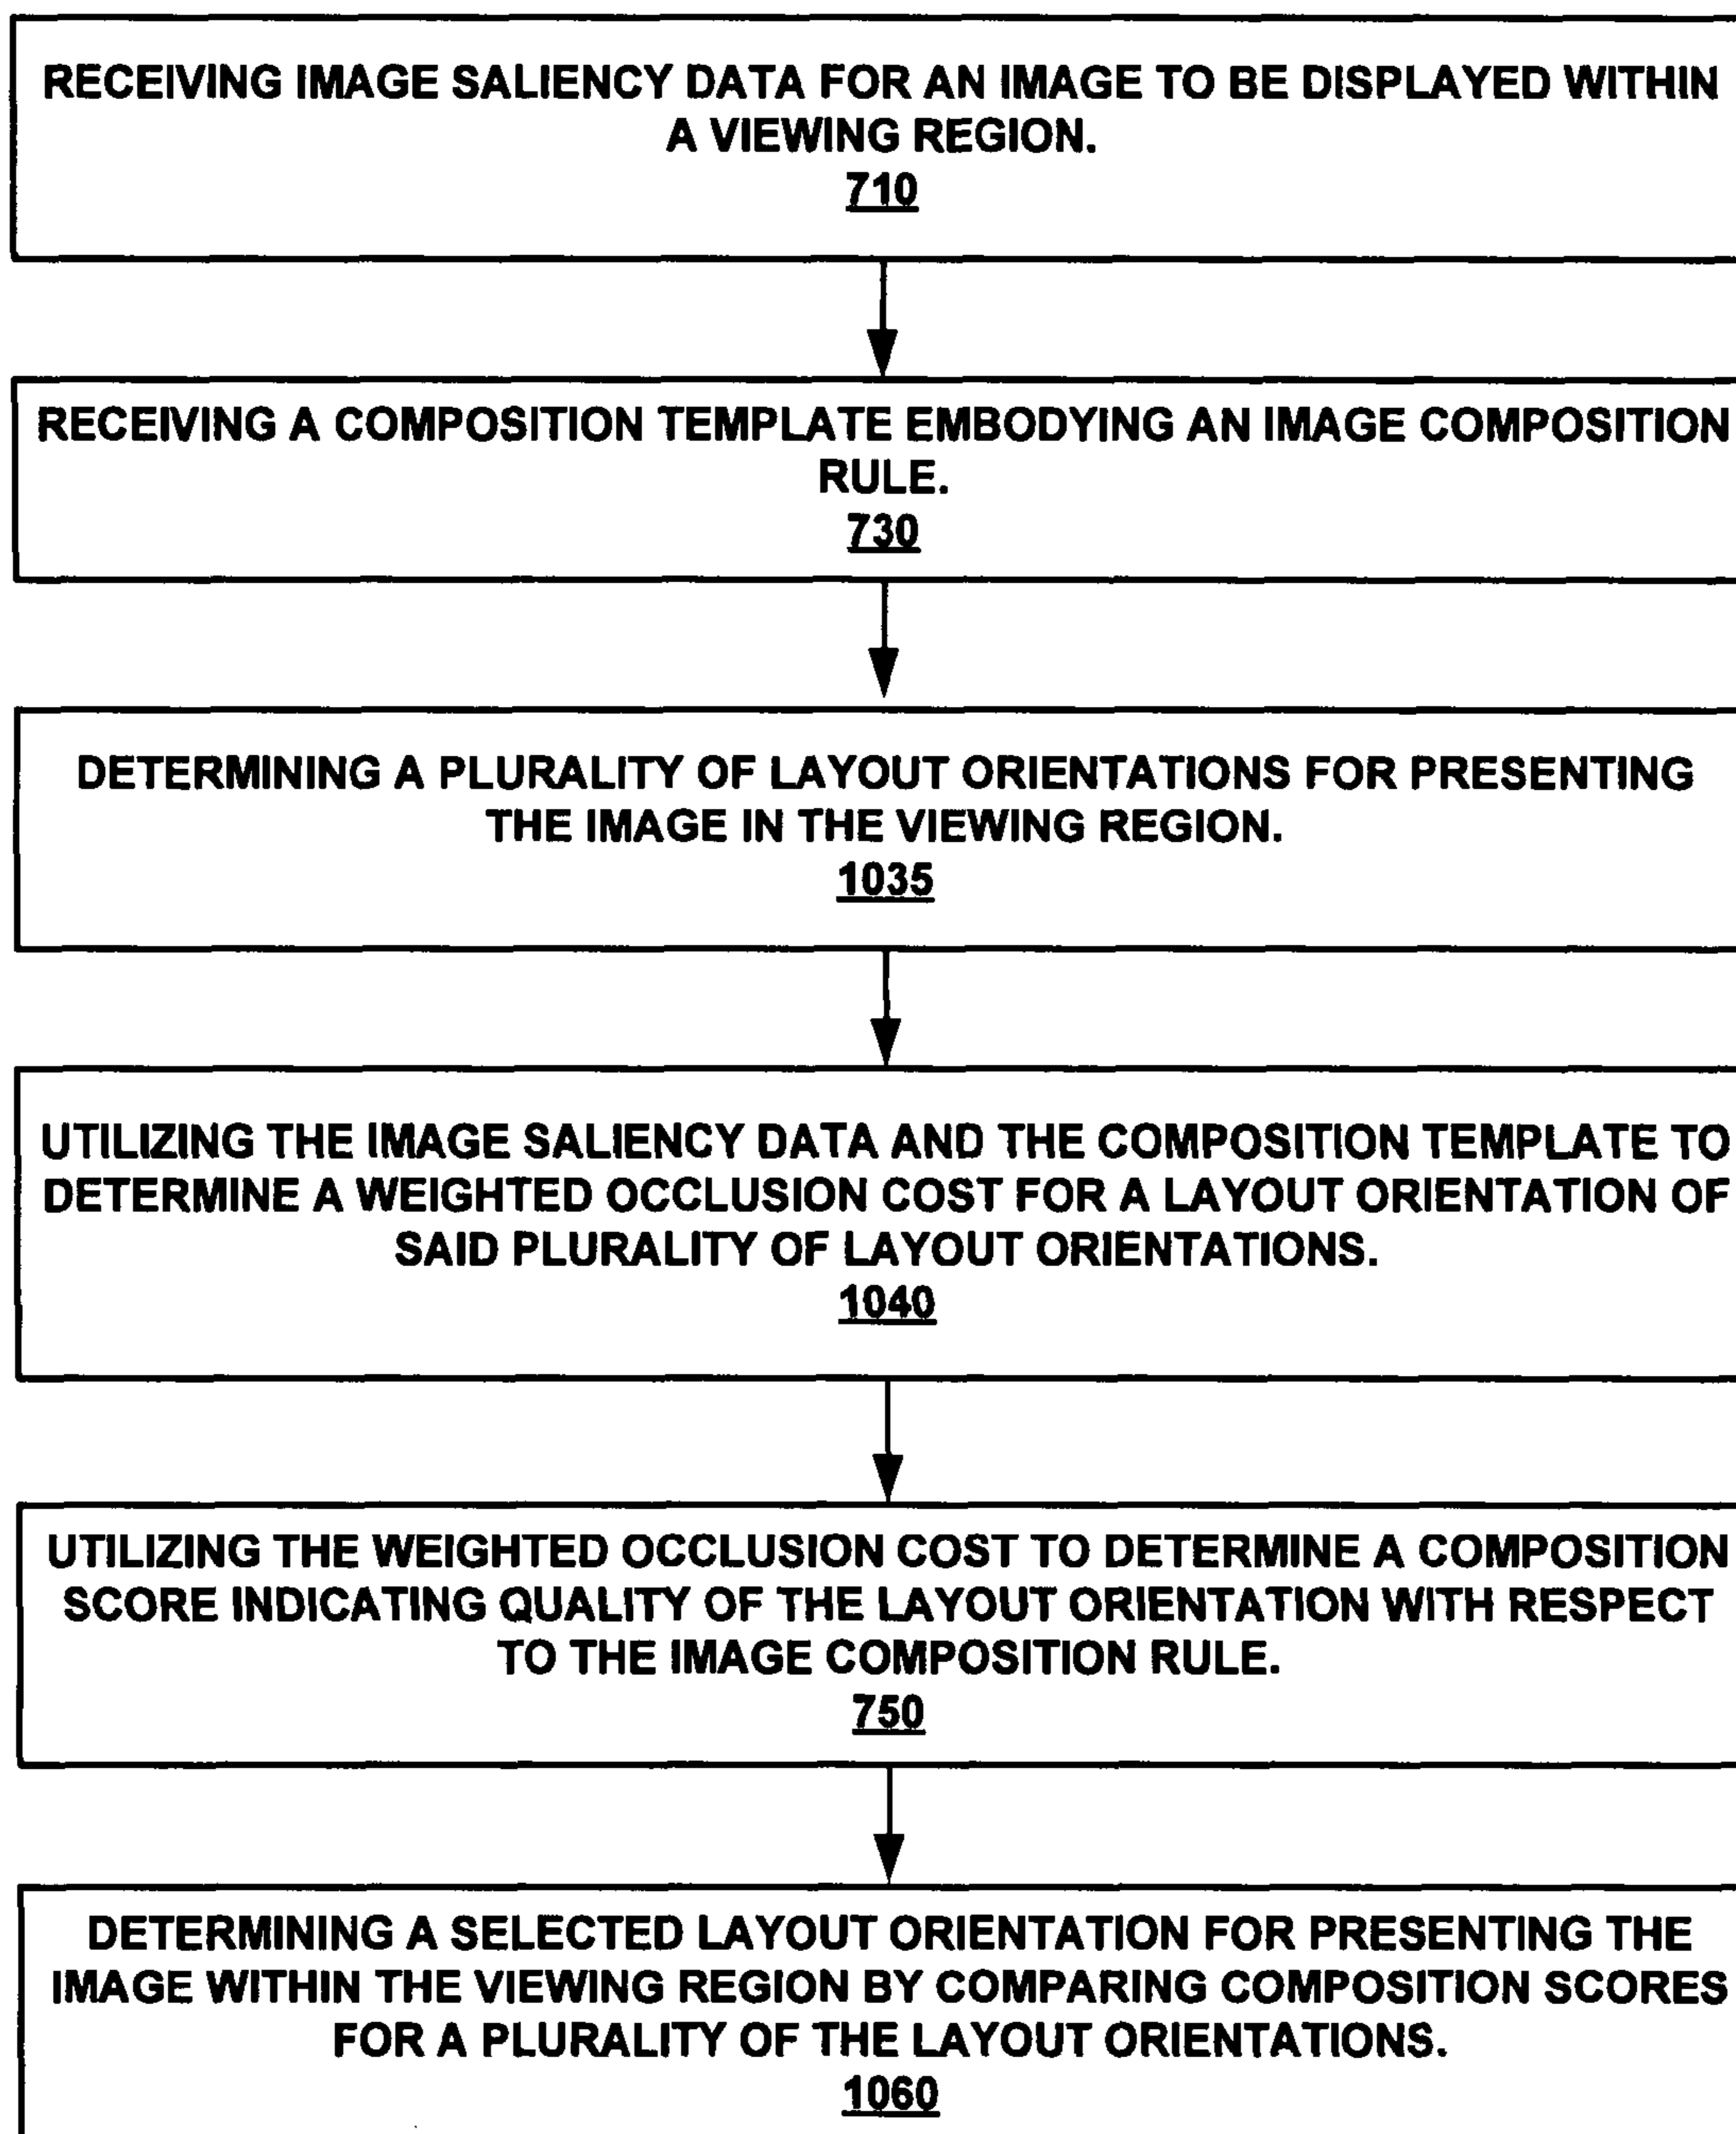 RECEIVING IMAGE SALIENCY DATA FOR AN IMAGE TO BE DISPLAYED WITHIN
A VIEWING REGION.
710
RECEIVING A COMPOSITION TEMPLATE EMBODYING AN IMAGE COMPOSITION
RULE.
730
DETERMINING A PLURALITY OF LAYOUT ORIENTATIONS FOR PRESENTING
THE IMAGE IN THE VIEWING REGION.
1035
UTILIZING THE IMAGE SALIENCY DATA AND THE COMPOSITION TEMPLATE TO
DETERMINE A WEIGHTED OCCLUSION COST FOR A LAYOUT ORIENTATION OF
SAID PLURALITY OF LAYOUT ORIENTATIONS.
1040
UTILIZING THE WEIGHTED OCCLUSION COST TO DETERMINE A COMPOSITION
SCORE INDICATING QUALITY OF THE LAYOUT ORIENTATION WITH RESPECT
TO THE IMAGE COMPOSITION RULE.
750
DETERMINING A SELECTED LAYOUT ORIENTATION FOR PRESENTING THE
IMAGE WITHIN THE VIEWING REGION BY COMPARING COMPOSITION SCORES
FOR A PLURALITY OF THE LAYOUT ORIENTATIONS.
1060